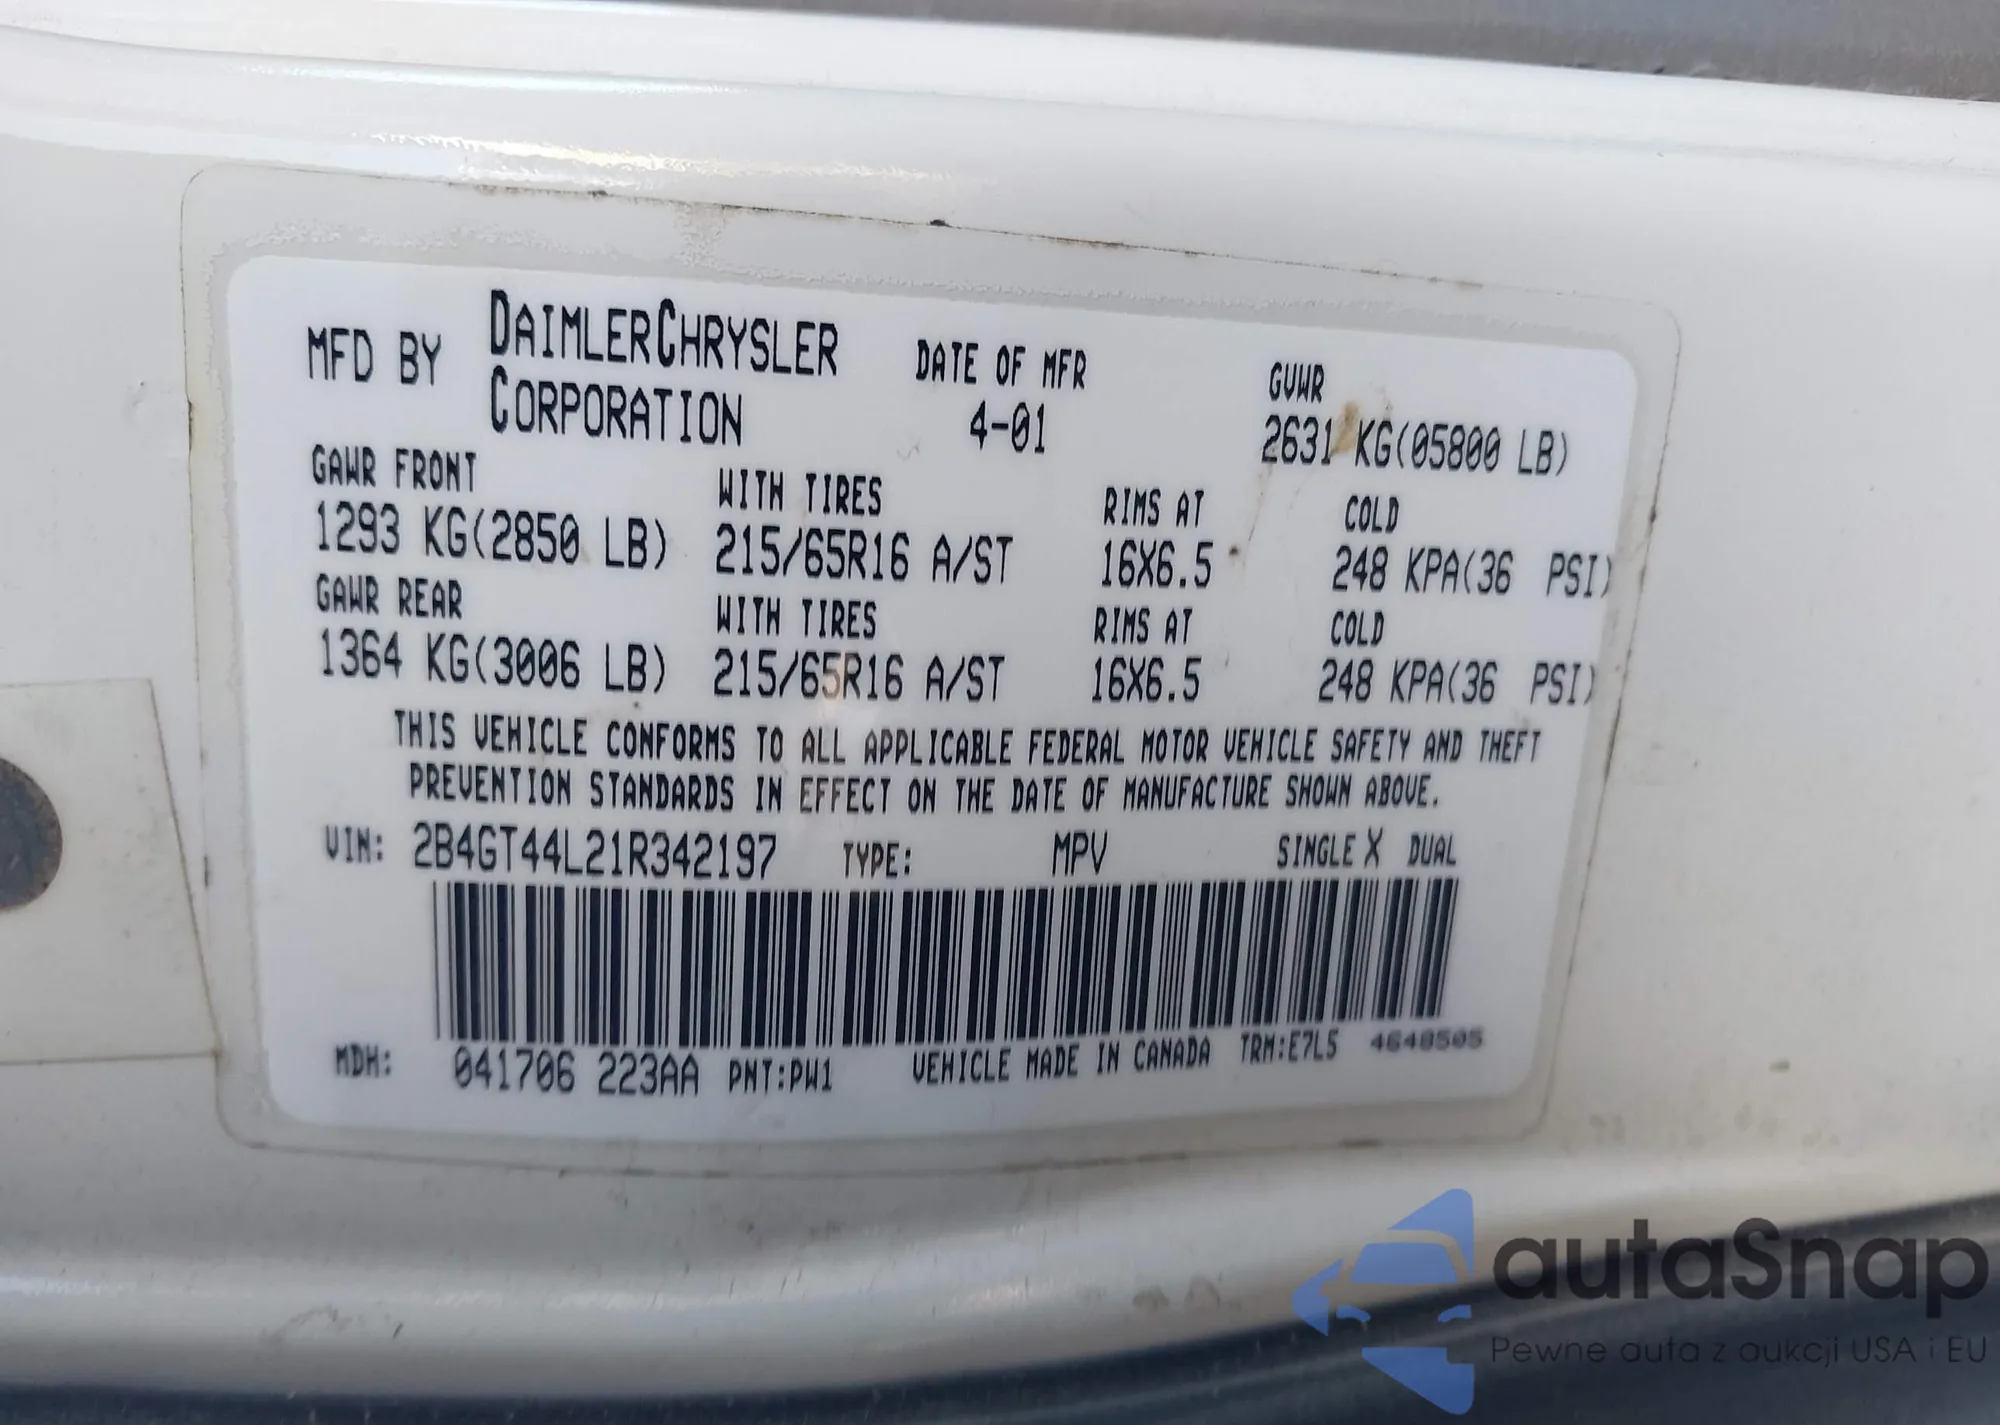 MFD BY DAIMLERCHRYSLER CORPORATION DATE OF MFR 4-01 GVWR 2631 KG(05800 LB)
GAWR FRONT WITH TIRES RIMS AT COLD
1293 KG(2850 LB) 215/65R16 A/ST 16X6.5 248 KPA(36 PSI)
GAWR REAR WITH TIRES RIMS AT COLD
1364 KG(3006 LB) 215/65R16 A/ST 16X6.5 248 KPA(36 PSI)
THIS VEHICLE CONFORMS TO ALL APPLICABLE FEDERAL MOTOR VEHICLE SAFETY AND THEFT
PREVENTION STANDARDS IN EFFECT ON THE DATE OF MANUFACTURE SHOWN ABOVE.
VIN: 2B4GT44L21R342197 TYPE: MPV SINGLE X DUAL
MDH: 041706 223AA PNT:PW1 VEHICLE MADE IN CANADA TRM:E7L5 4648505
autaSnap
Pewne auta z aukcji USA i EU